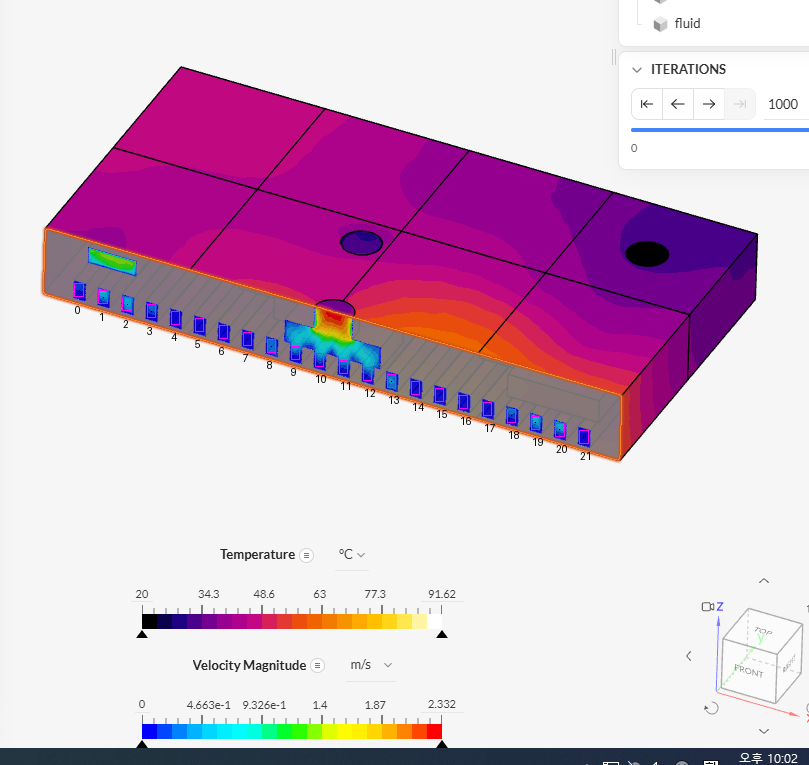 fluid
ITERATIONS
1000
0
0
1
2
3
4
5
6
7
8
9
10
11
12
13
14
15
16
17
18
19
20
21
Temperature
°C
20 34.3 48.6 63 77.3 91.62
Velocity Magnitude
m/s
0 4.663e-1 9.326e-1 1.4 1.87 2.332
Z
TOP
Y
FRONT
오후 10:02